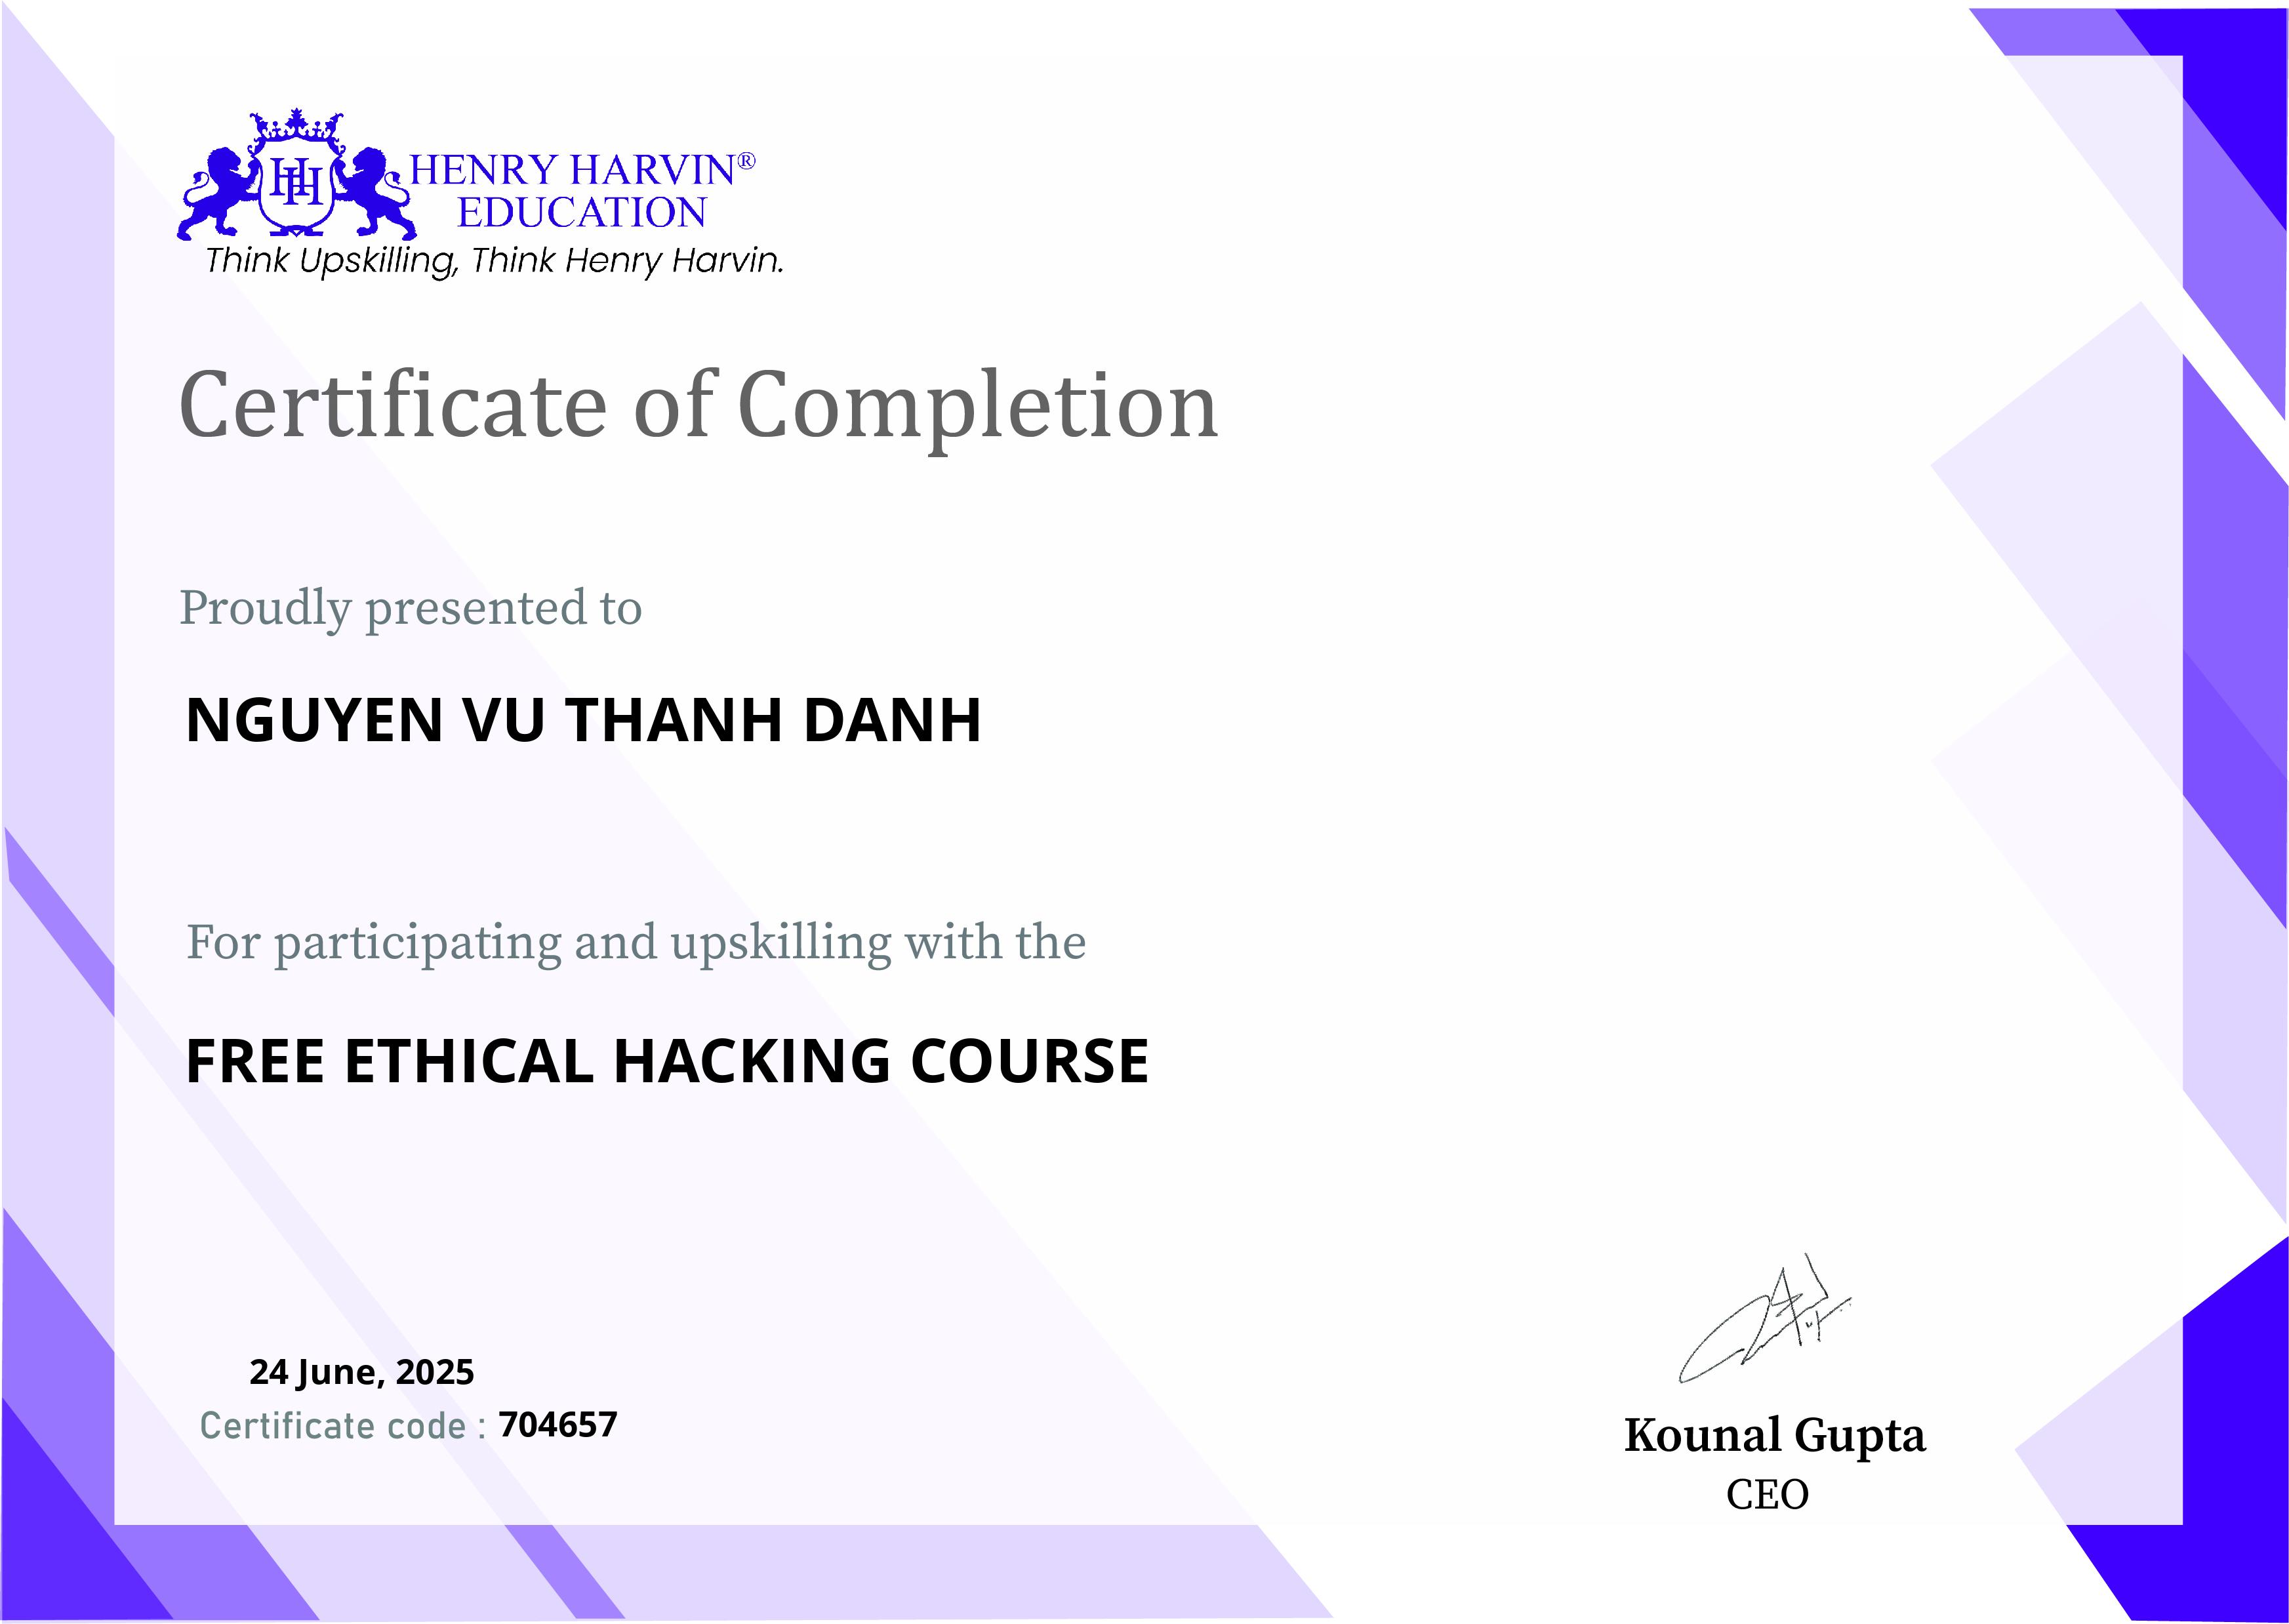 HH
HENRY HARVIN®
EDUCATION
Think Upskilling, Think Henry Harvin.
Certificate of Completion
Proudly presented to
NGUYEN VU THANH DANH
For participating and upskilling with the
FREE ETHICAL HACKING COURSE
24 June, 2025
Certificate code : 704657
Kounal Gupta
CEO